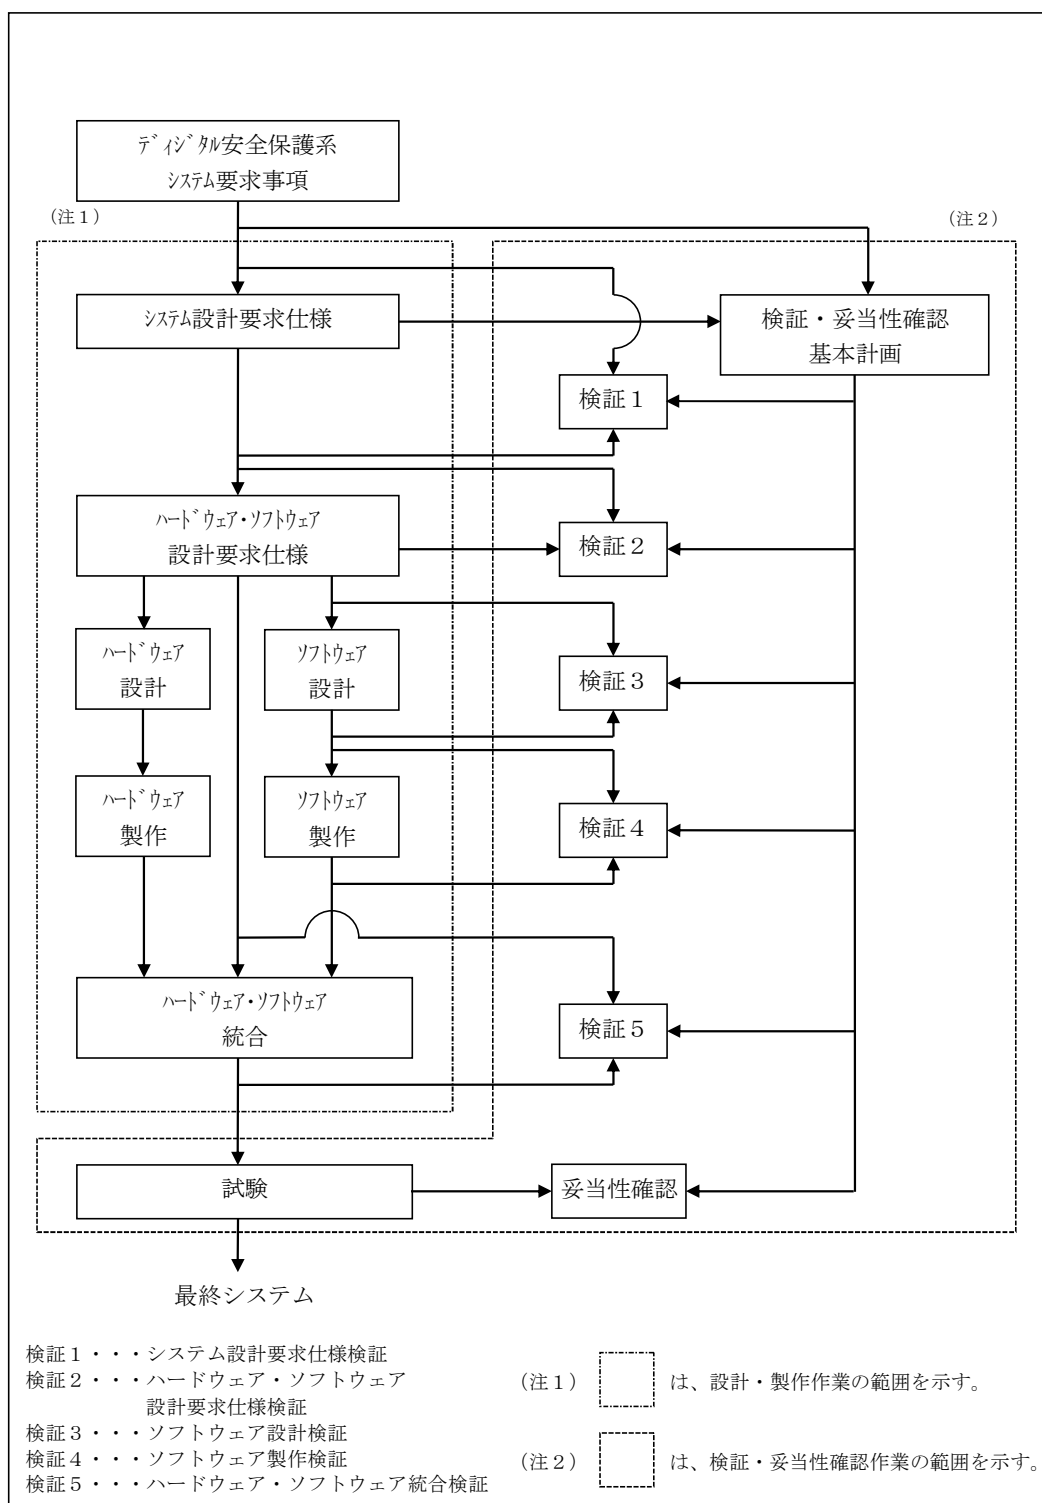 ﾃﾞｨｼﾞﾀﾙ安全保護系
ｼｽﾃﾑ要求事項
（注１）
（注２）
ｼｽﾃﾑ設計要求仕様
検証・妥当性確認
基本計画
検証１
ﾊｰﾄﾞｳｪｱ・ｿﾌﾄｳｪｱ
設計要求仕様
検証２
ﾊｰﾄﾞｳｪｱ
設計
ｿﾌﾄｳｪｱ
設計
検証３
ﾊｰﾄﾞｳｪｱ
製作
ｿﾌﾄｳｪｱ
製作
検証４
ﾊｰﾄﾞｳｪｱ・ｿﾌﾄｳｪｱ
統合
検証５
試験
妥当性確認
最終システム
検証１・・・システム設計要求仕様検証
検証２・・・ハードウェア・ソフトウェア
設計要求仕様検証
検証３・・・ソフトウェア設計検証
検証４・・・ソフトウェア製作検証
検証５・・・ハードウェア・ソフトウェア統合検証
（注１） は、設計・製作作業の範囲を示す。
（注２） は、検証・妥当性確認作業の範囲を示す。